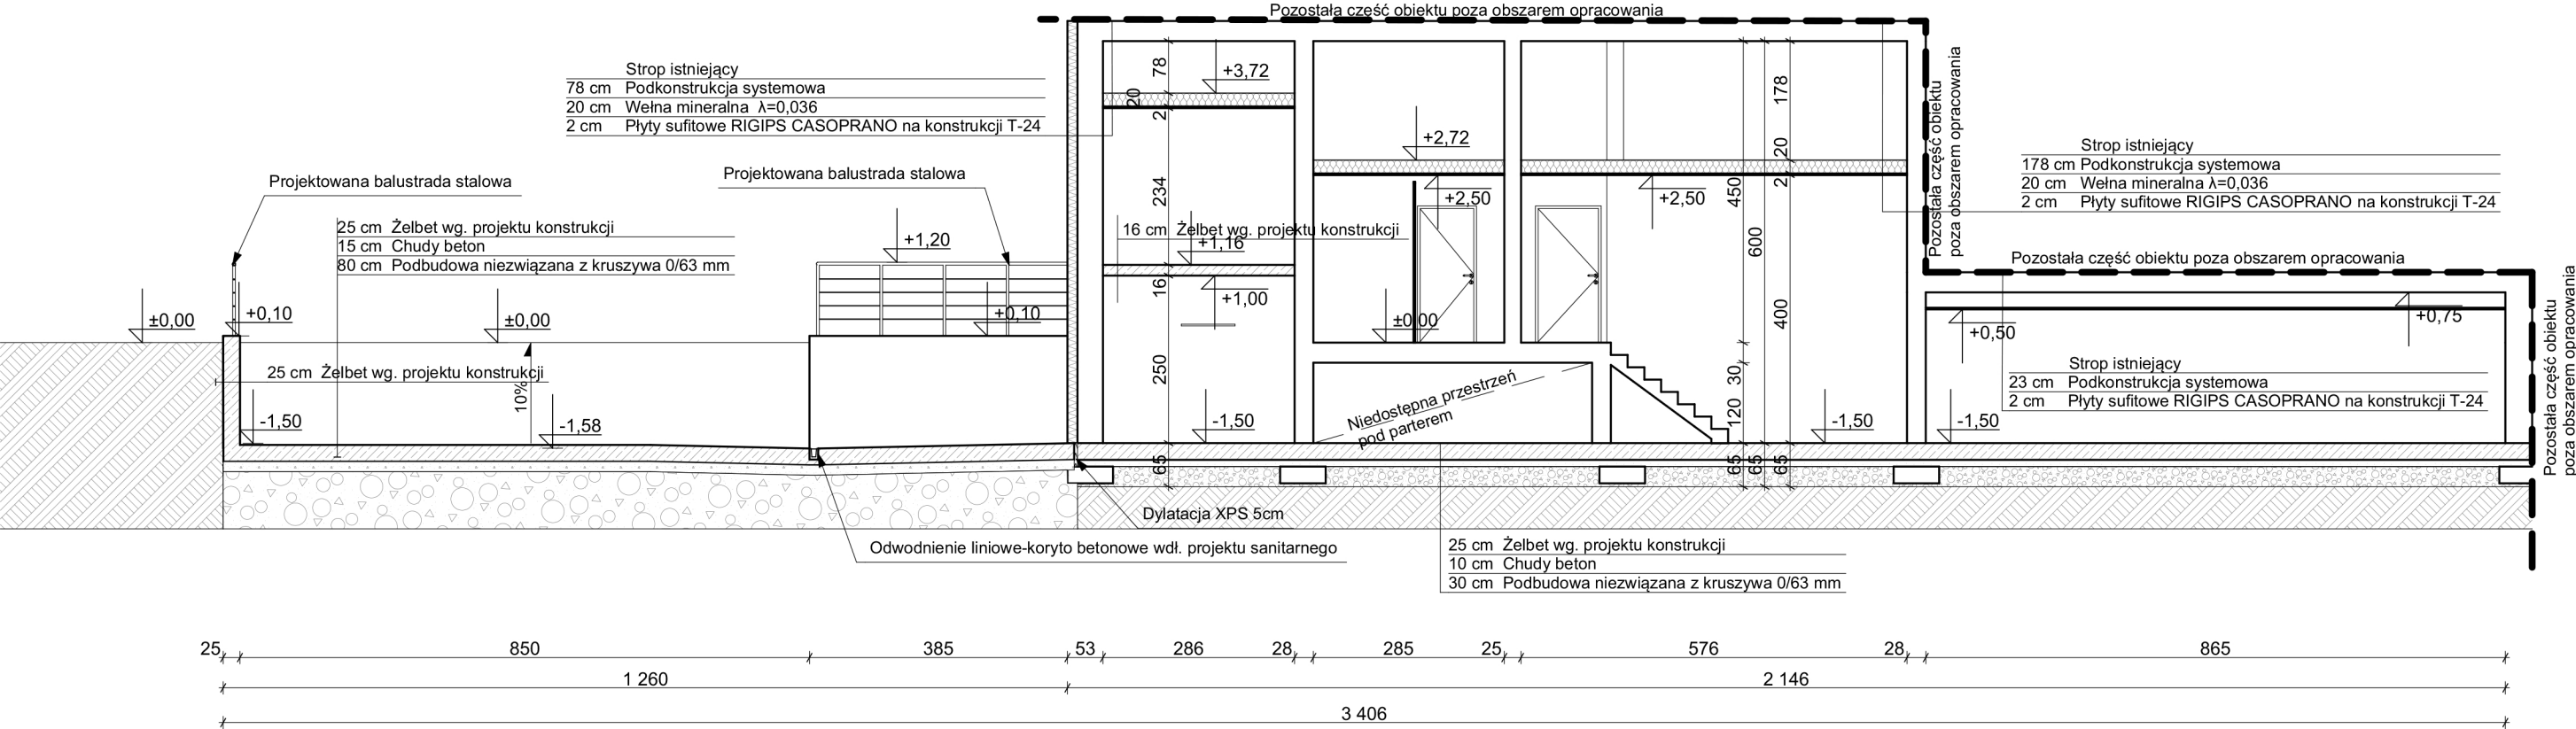 Pozostała część obiektu poza obszarem opracowania
Strop istniejący
78 cm Podkonstrukcja systemowa
20 cm Wełna mineralna λ=0,036
2 cm Płyty sufitowe RIGIPS CASOPRANO na konstrukcji T-24
Projektowana balustrada stalowa
Projektowana balustrada stalowa
25 cm Żelbet wg. projektu konstrukcji
15 cm Chudy beton
80 cm Podbudowa niezwiązana z kruszywa 0/63 mm
±0,00
+0,10
±0,00
+1,20
+0,10
25 cm Żelbet wg. projektu konstrukcji
10%
-1,50
-1,58
78
+3,72
20
2
234
16 cm Żelbet wg. projektu konstrukcji
+1,16
16
+1,00
250
-1,50
65
+2,72
+2,50
±0,00
+2,50
Niedostępna przestrzeń
pod parterem
178
20
2
450
600
400
30
120
65
65
65
-1,50
-1,50
Pozostała część obiektu
poza obszarem opracowania
Strop istniejący
178 cm Podkonstrukcja systemowa
20 cm Wełna mineralna λ=0,036
2 cm Płyty sufitowe RIGIPS CASOPRANO na konstrukcji T-24
Pozostała część obiektu poza obszarem opracowania
+0,50
+0,75
Strop istniejący
23 cm Podkonstrukcja systemowa
2 cm Płyty sufitowe RIGIPS CASOPRANO na konstrukcji T-24
Pozostała część obiektu
poza obszarem opracowania
Dylatacja XPS 5cm
Odwodnienie liniowe-koryto betonowe wdł. projektu sanitarnego
25 cm Żelbet wg. projektu konstrukcji
10 cm Chudy beton
30 cm Podbudowa niezwiązana z kruszywa 0/63 mm
25 850 385 53 286 28 285 25 576 28 865
1 260 2 146
3 406